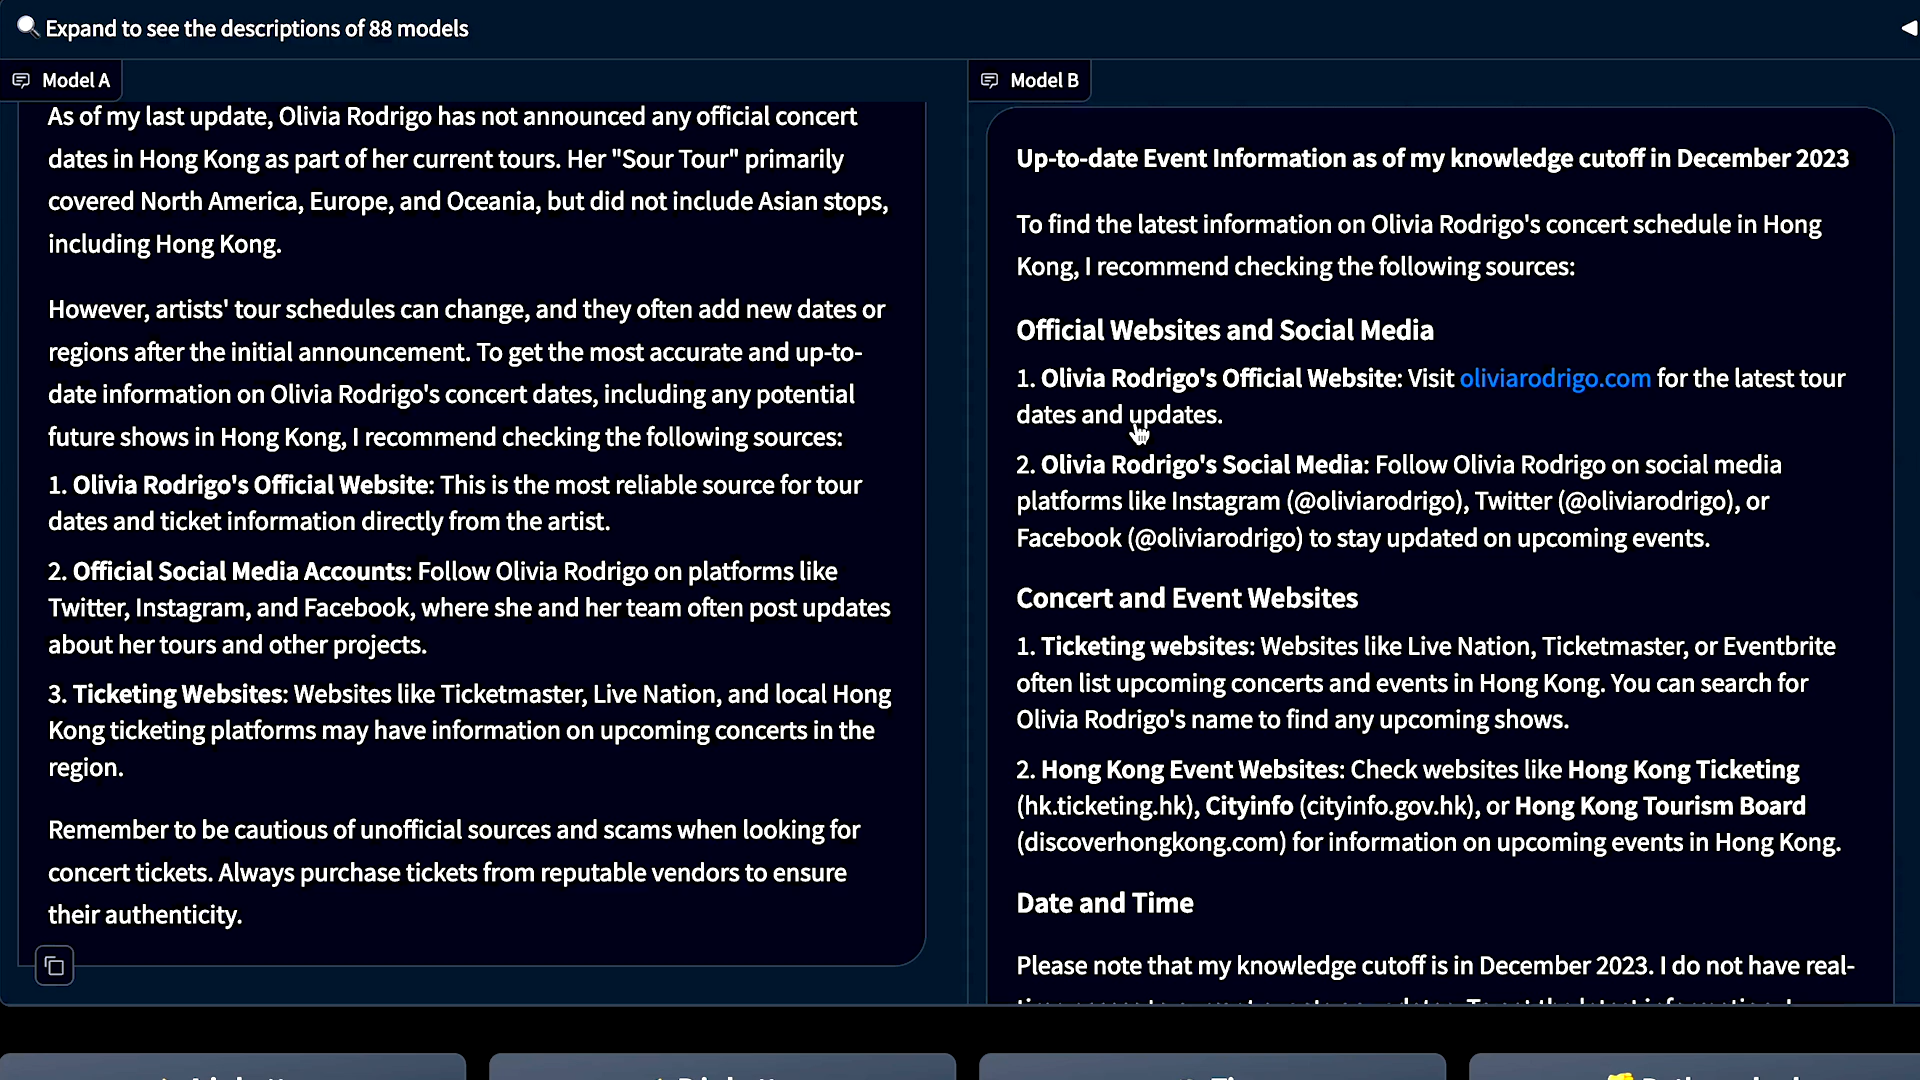 Expand to see the descriptions of 88 models
Model A
As of my last update, Olivia Rodrigo has not announced any official concert
dates in Hong Kong as part of her current tours. Her "Sour Tour" primarily
covered North America, Europe, and Oceania, but did not include Asian stops,
including Hong Kong.
However, artists' tour schedules can change, and they often add new dates or
regions after the initial announcement. To get the most accurate and up-to-
date information on Olivia Rodrigo's concert dates, including any potential
future shows in Hong Kong, I recommend checking the following sources:
1. Olivia Rodrigo's Official Website: This is the most reliable source for tour
dates and ticket information directly from the artist.
2. Official Social Media Accounts: Follow Olivia Rodrigo on platforms like
Twitter, Instagram, and Facebook, where she and her team often post updates
about her tours and other projects.
3. Ticketing Websites: Websites like Ticketmaster, Live Nation, and local Hong
Kong ticketing platforms may have information on upcoming concerts in the
region.
Remember to be cautious of unofficial sources and scams when looking for
concert tickets. Always purchase tickets from reputable vendors to ensure
their authenticity.
Model B
Up-to-date Event Information as of my knowledge cutoff in December 2023
To find the latest information on Olivia Rodrigo's concert schedule in Hong
Kong, I recommend checking the following sources:
Official Websites and Social Media
1. Olivia Rodrigo's Official Website: Visit oliviarodrigo.com for the latest tour
dates and updates.
2. Olivia Rodrigo's Social Media: Follow Olivia Rodrigo on social media
platforms like Instagram (@oliviarodrigo), Twitter (@oliviarodrigo), or
Facebook (@oliviarodrigo) to stay updated on upcoming events.
Concert and Event Websites
1. Ticketing websites: Websites like Live Nation, Ticketmaster, or Eventbrite
often list upcoming concerts and events in Hong Kong. You can search for
Olivia Rodrigo's name to find any upcoming shows.
2. Hong Kong Event Websites: Check websites like Hong Kong Ticketing
(hk.ticketing.hk), Cityinfo (cityinfo.gov.hk), or Hong Kong Tourism Board
(discoverhongkong.com) for information on upcoming events in Hong Kong.
Date and Time
Please note that my knowledge cutoff is in December 2023. I do not have real-